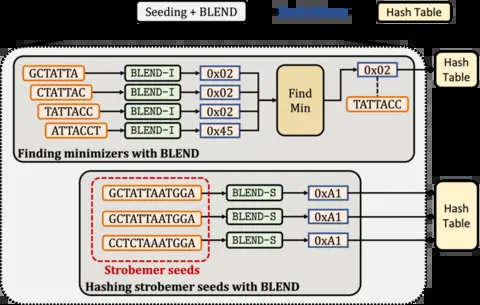 Seeding + BLEND
Hash Table
GCTATTA BLEND-I 0x02
CTATTAC BLEND-I 0x02
TATTACC BLEND-I 0x02
ATTACCT BLEND-I 0x45
Find
Min
0x02
TATTACC
Hash
Table
Finding minimizers with BLEND
GCTATTAATGGA BLEND-S 0xA1
GCTATTAATGGA BLEND-S 0xA1
CCTCTAAATGGA BLEND-S 0xA1
Hash
Table
Strobemer seeds
Hashing strobemer seeds with BLEND